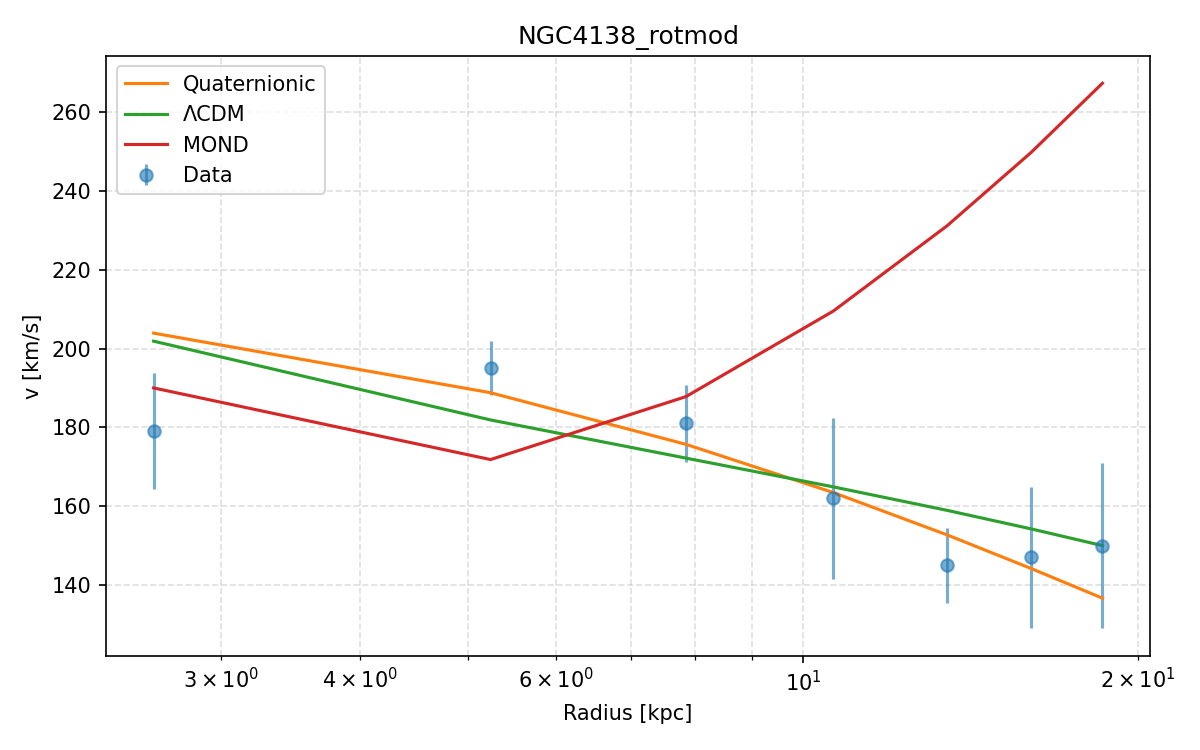 NGC4138_rotmod
Quaternionic
ΛCDM
MOND
Data
260
240
220
200
180
160
140
v [km/s]
3 × 10⁰
4 × 10⁰
6 × 10⁰
10¹
2 × 10¹
Radius [kpc]